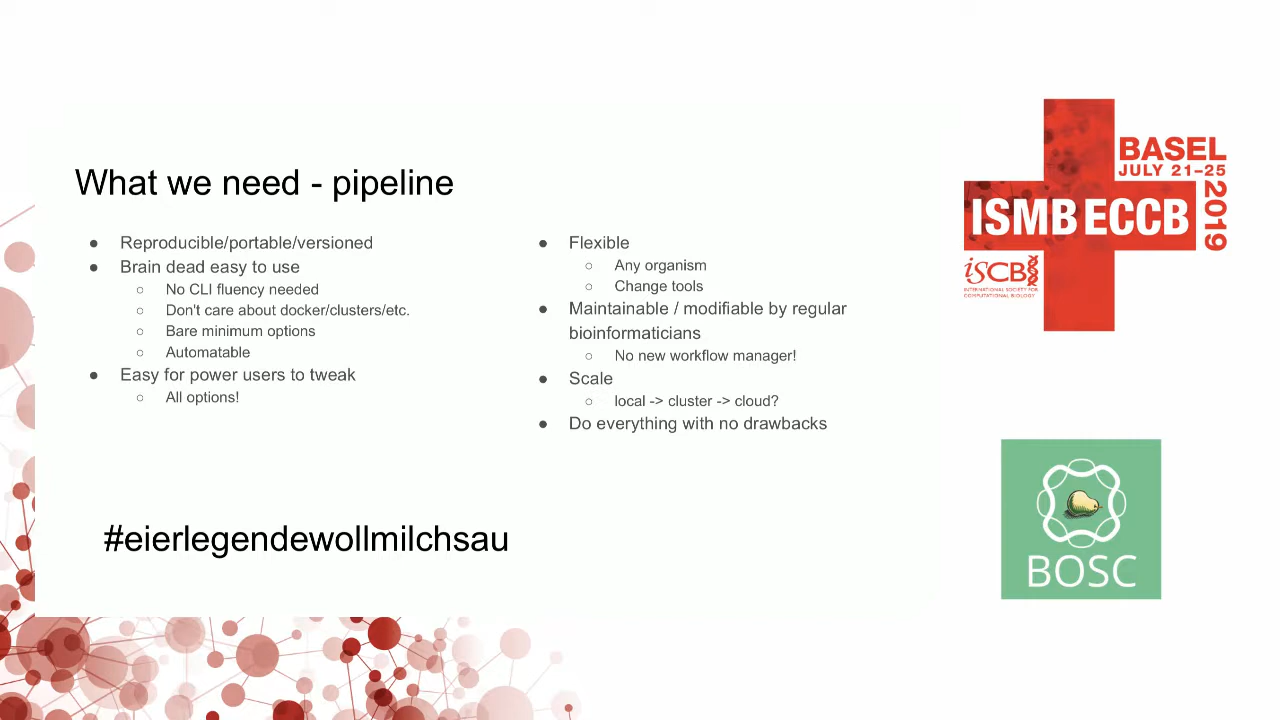 What we need - pipeline
● Reproducible/portable/versioned
● Brain dead easy to use
○ No CLI fluency needed
○ Don't care about docker/clusters/etc.
○ Bare minimum options
○ Automatable
● Easy for power users to tweak
○ All options!
● Flexible
○ Any organism
○ Change tools
● Maintainable / modifiable by regular
bioinformaticians
○ No new workflow manager!
● Scale
○ local -> cluster -> cloud?
● Do everything with no drawbacks
#eierlegendewollmilchsau
BASEL
JULY 21–25
2019
ISMB ECCB
iSCB
INTERNATIONAL SOCIETY FOR
COMPUTATIONAL BIOLOGY
BOSC